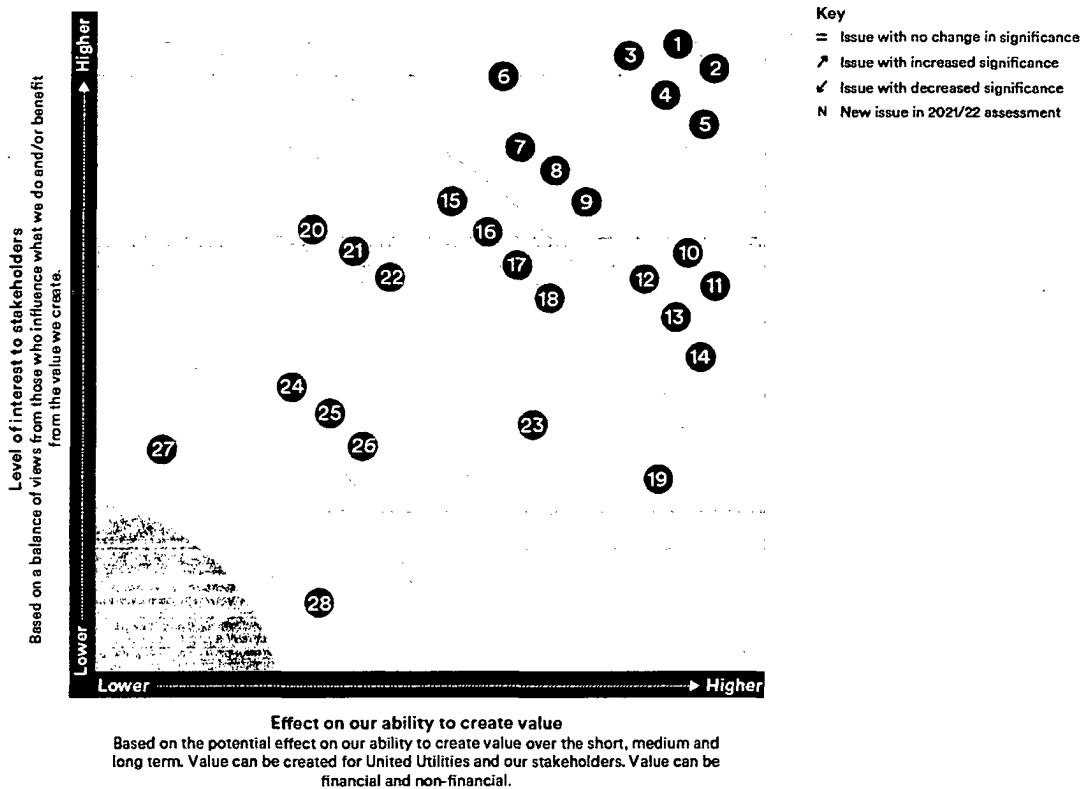 Key
= Issue with no change in significance
↗ Issue with increased significance
↙ Issue with decreased significance
N New issue in 2021/22 assessment
Higher
Lower
Level of interest to stakeholders
Based on a balance of views from those who influence what we do and/or benefit
from the value we create.
1
3
2
6
4
5
7
8
15
9
20
16
21
10
17
22
12
11
18
13
14
24
25
23
26
27
19
28
Lower
Higher
Effect on our ability to create value
Based on the potential effect on our ability to create value over the short, medium and
long term. Value can be created for United Utilities and our stakeholders. Value can be
financial and non-financial.